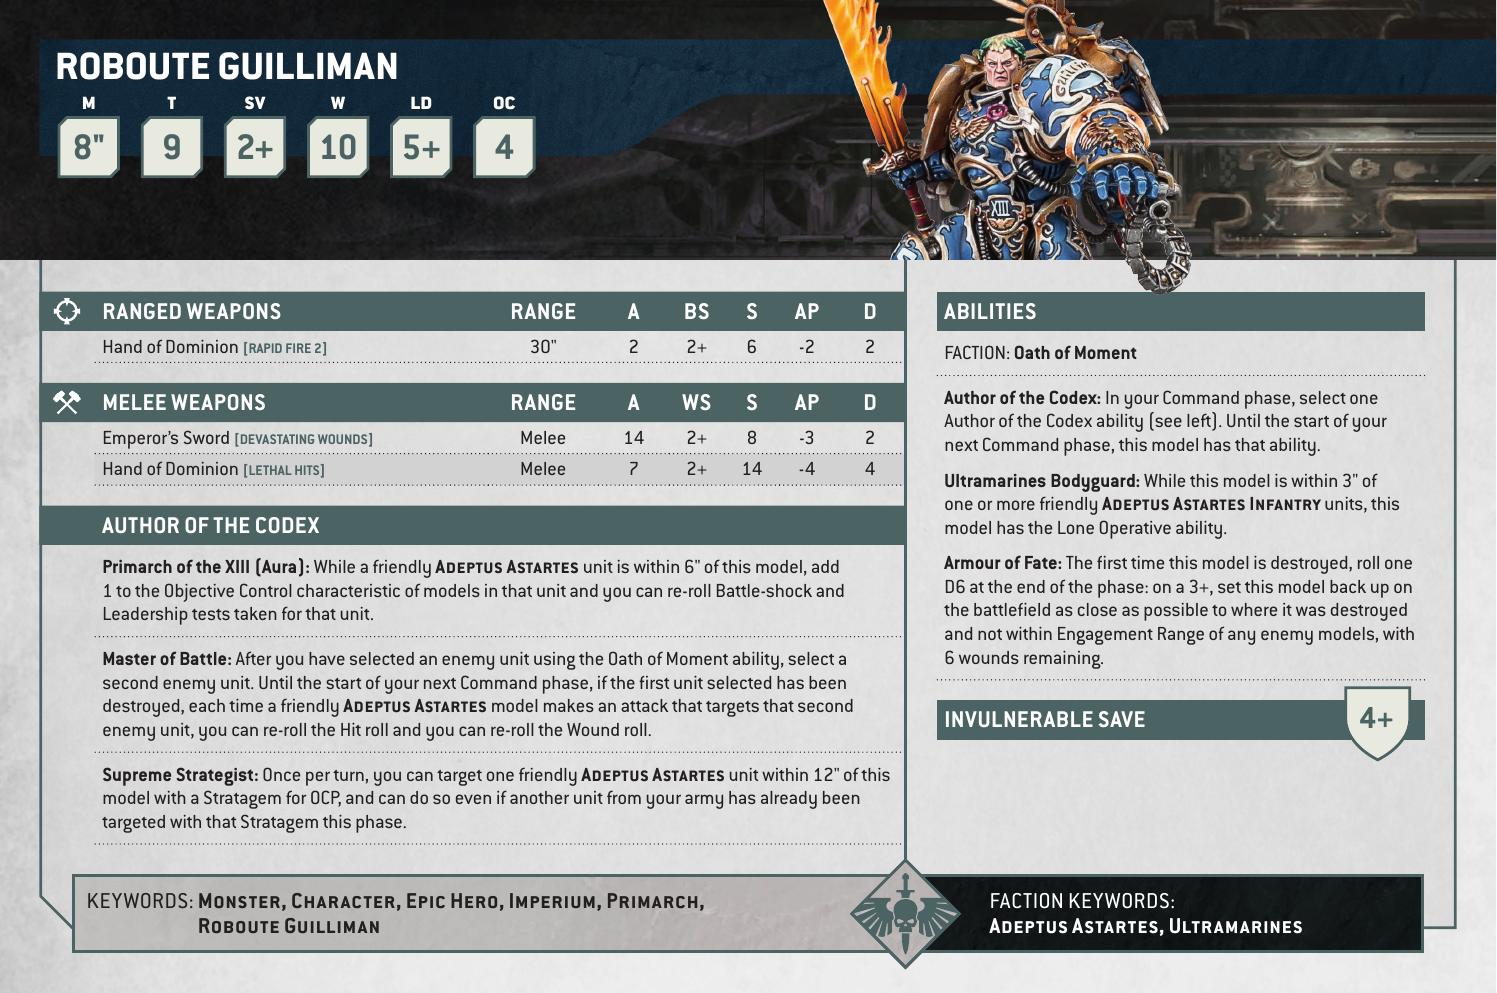 ROBOUTE GUILLIMAN
M T SV W LD OC
8" 9 2+ 10 5+ 4
XIII
RANGED WEAPONS RANGE A BS S AP D
Hand of Dominion [RAPID FIRE 2] 30" 2 2+ 6 -2 2
MELEE WEAPONS RANGE A WS S AP D
Emperor's Sword [DEVASTATING WOUNDS] Melee 14 2+ 8 -3 2
Hand of Dominion [LETHAL HITS] Melee 7 2+ 14 -4 4
AUTHOR OF THE CODEX
Primarch of the XIII (Aura): While a friendly ADEPTUS ASTARTES unit is within 6" of this model, add
1 to the Objective Control characteristic of models in that unit and you can re-roll Battle-shock and
Leadership tests taken for that unit.
Master of Battle: After you have selected an enemy unit using the Oath of Moment ability, select a
second enemy unit. Until the start of your next Command phase, if the first unit selected has been
destroyed, each time a friendly ADEPTUS ASTARTES model makes an attack that targets that second
enemy unit, you can re-roll the Hit roll and you can re-roll the Wound roll.
Supreme Strategist: Once per turn, you can target one friendly ADEPTUS ASTARTES unit within 12" of this
model with a Stratagem for 0CP, and can do so even if another unit from your army has already been
targeted with that Stratagem this phase.
ABILITIES
FACTION: Oath of Moment
Author of the Codex: In your Command phase, select one
Author of the Codex ability (see left). Until the start of your
next Command phase, this model has that ability.
Ultramarines Bodyguard: While this model is within 3" of
one or more friendly ADEPTUS ASTARTES INFANTRY units, this
model has the Lone Operative ability.
Armour of Fate: The first time this model is destroyed, roll one
D6 at the end of the phase: on a 3+, set this model back up on
the battlefield as close as possible to where it was destroyed
and not within Engagement Range of any enemy models, with
6 wounds remaining.
INVULNERABLE SAVE 4+
KEYWORDS: MONSTER, CHARACTER, EPIC HERO, IMPERIUM, PRIMARCH,
ROBOUTE GUILLIMAN
FACTION KEYWORDS:
ADEPTUS ASTARTES, ULTRAMARINES